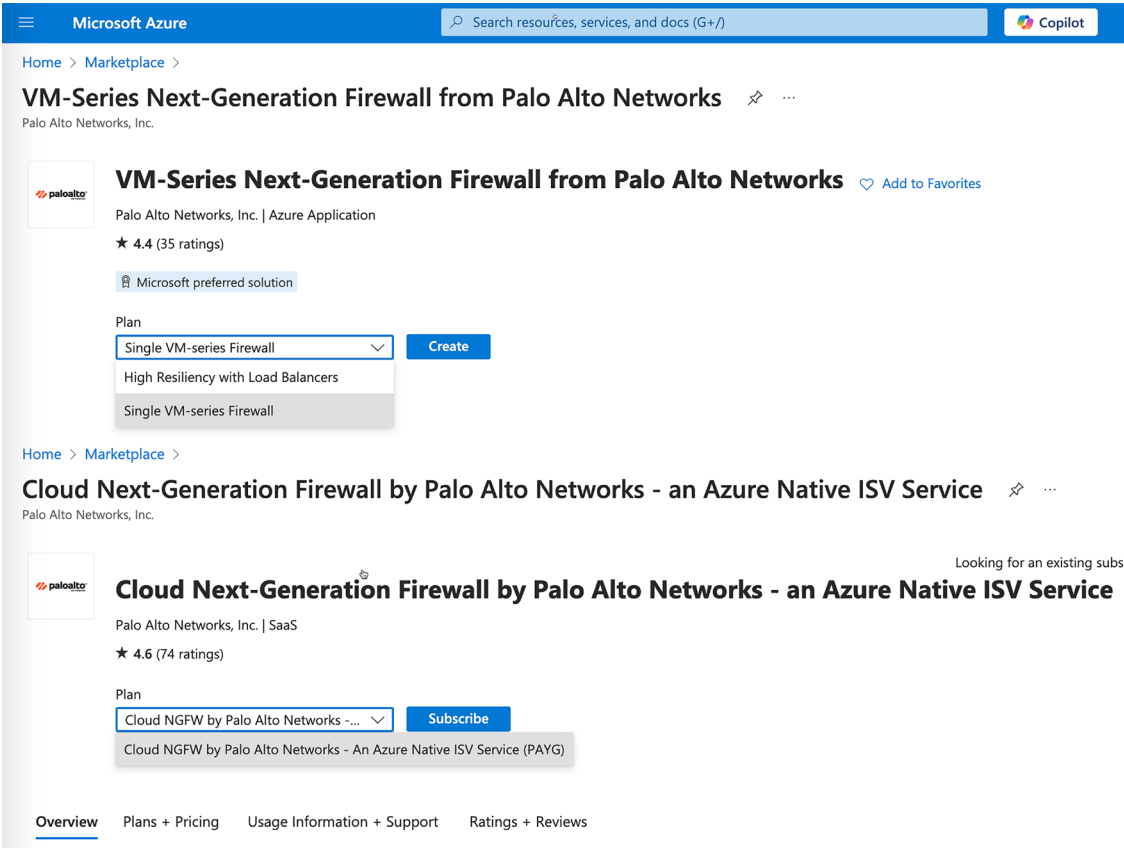 Microsoft Azure
Search resources, services, and docs (G+/)
Copilot
Home > Marketplace >
VM-Series Next-Generation Firewall from Palo Alto Networks
Palo Alto Networks, Inc.
paloalto
VM-Series Next-Generation Firewall from Palo Alto Networks
Add to Favorites
Palo Alto Networks, Inc. | Azure Application
★ 4.4 (35 ratings)
Microsoft preferred solution
Plan
Single VM-series Firewall
Create
High Resiliency with Load Balancers
Single VM-series Firewall
Home > Marketplace >
Cloud Next-Generation Firewall by Palo Alto Networks - an Azure Native ISV Service
Palo Alto Networks, Inc.
Looking for an existing subs
paloalto
Cloud Next-Generation Firewall by Palo Alto Networks - an Azure Native ISV Service
Palo Alto Networks, Inc. | SaaS
★ 4.6 (74 ratings)
Plan
Cloud NGFW by Palo Alto Networks -...
Subscribe
Cloud NGFW by Palo Alto Networks - An Azure Native ISV Service (PAYG)
Overview
Plans + Pricing
Usage Information + Support
Ratings + Reviews